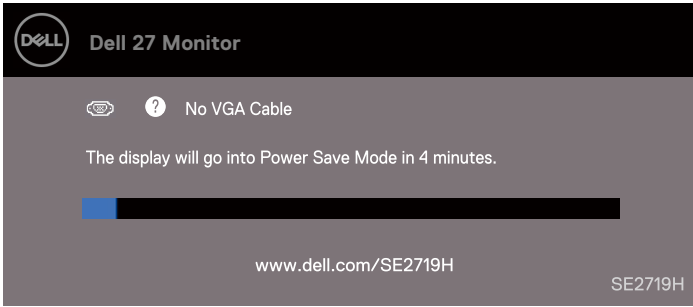 DELL
Dell 27 Monitor
? No VGA Cable
The display will go into Power Save Mode in 4 minutes.
www.dell.com/SE2719H
SE2719H